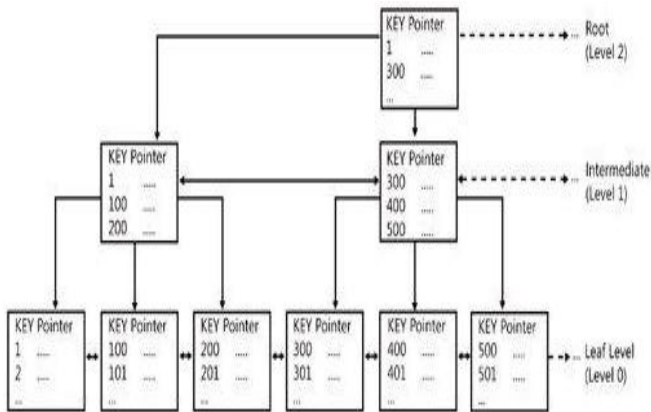 KEY Pointer
1 .....
300 .....
...
... Root
(Level 2)
KEY Pointer
1 .....
100 .....
200 .....
KEY Pointer
300 .....
400 .....
500 .....
... Intermediate
(Level 1)
KEY Pointer
1 .....
2 .....
...
KEY Pointer
100 .....
101 .....
...
KEY Pointer
200 .....
201 .....
...
KEY Pointer
300 .....
301 .....
...
KEY Pointer
400 .....
401 .....
...
KEY Pointer
500 .....
501 .....
...
... Leaf Level
(Level 0)